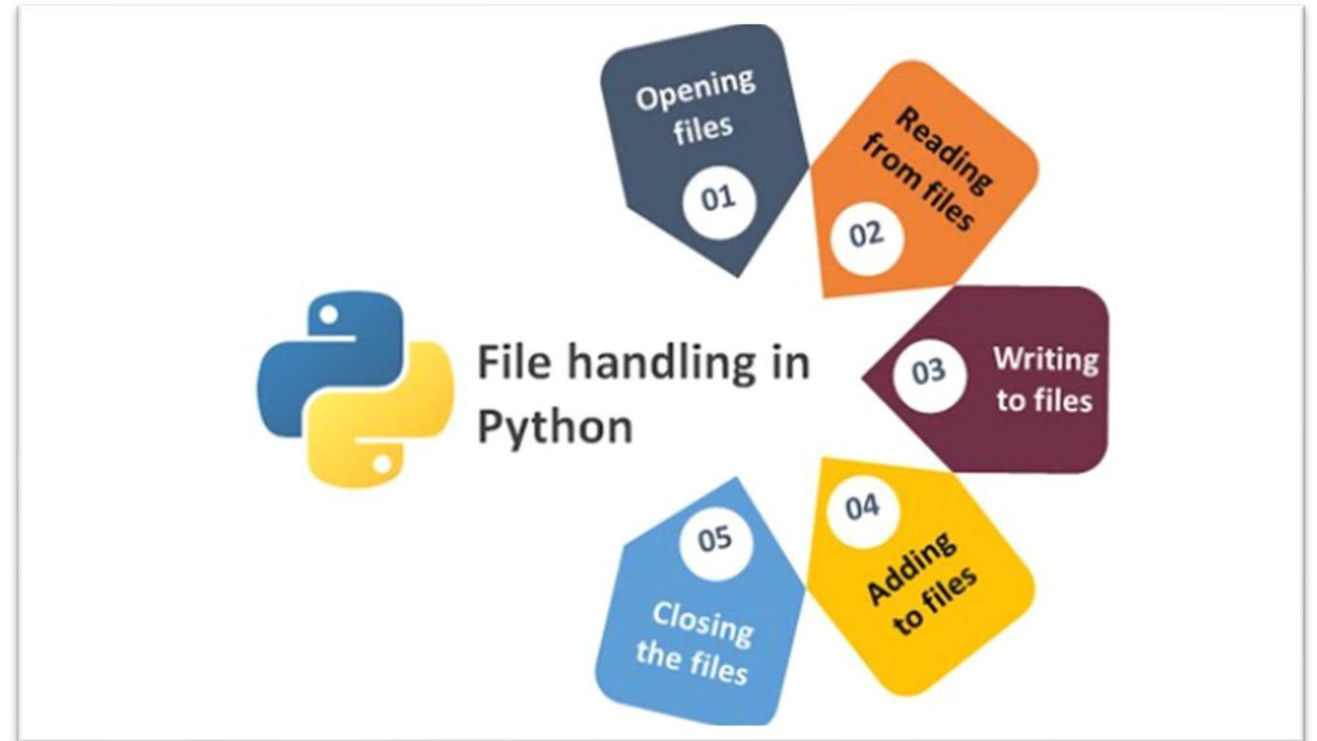 File handling in
Python
Opening
files
01
Reading
from files
02
03
Writing
to files
04
Adding
to files
05
Closing
the files